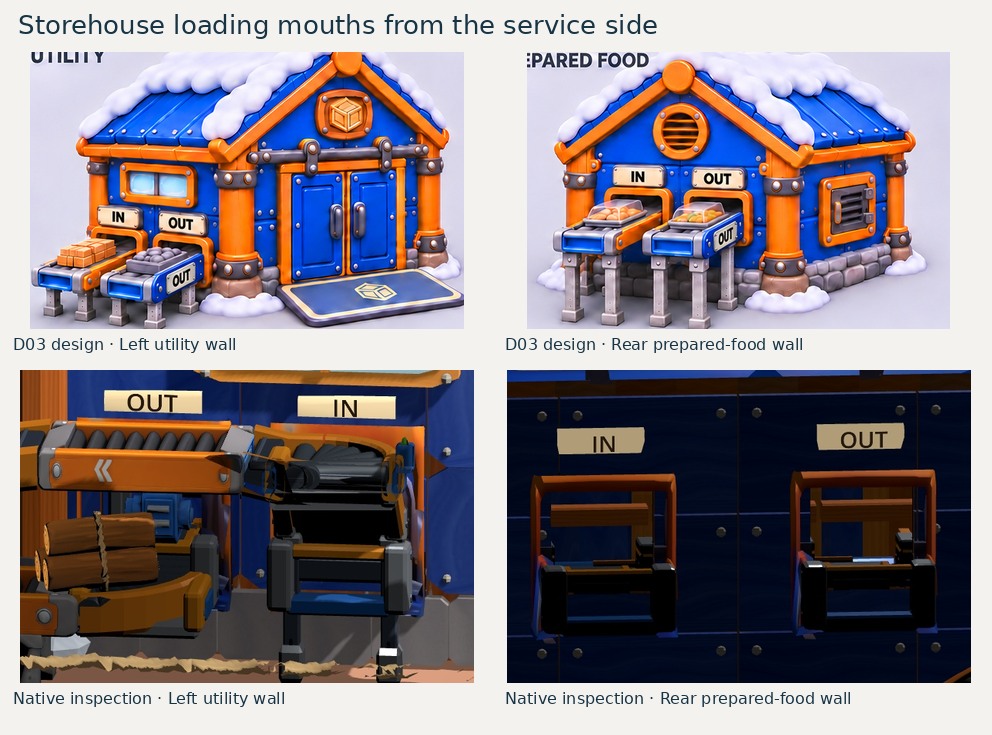 Storehouse loading mouths from the service side
UTILITY
IN
OUT
OUT
D03 design · Left utility wall
EPARED FOOD
IN
OUT
OUT
D03 design · Rear prepared-food wall
OUT
IN
Native inspection · Left utility wall
IN
OUT
Native inspection · Rear prepared-food wall